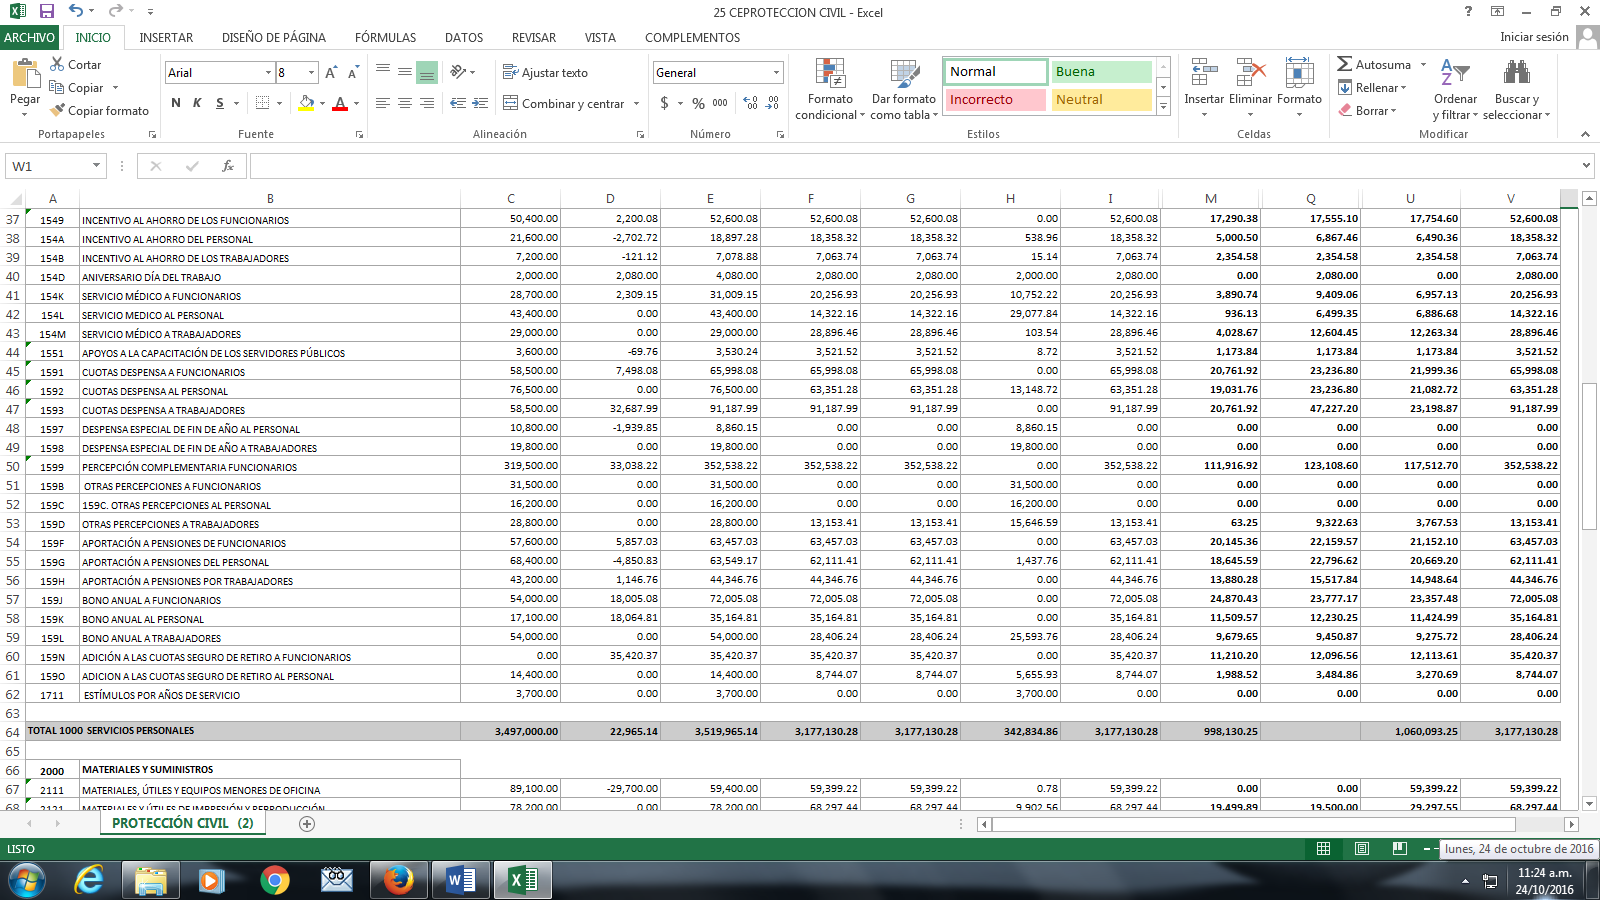 25 CEPROTECCION CIVIL - Excel
ARCHIVO INICIO INSERTAR DISEÑO DE PÁGINA FÓRMULAS DATOS REVISAR VISTA COMPLEMENTOS Iniciar sesión
Pegar Cortar Copiar Copiar formato Portapapeles
Arial 8 N K S Fuente
Ajustar texto Combinar y centrar Alineación
General $ % 000 Número
Formato condicional Dar formato como tabla Normal Buena Incorrecto Neutral Estilos
Insertar Eliminar Formato Celdas
Autosuma Rellenar Borrar Ordenar y filtrar Buscar y seleccionar Modificar
W1 fx
A B C D E F G H I M Q U V
37 1549 INCENTIVO AL AHORRO DE LOS FUNCIONARIOS 50,400.00 2,200.08 52,600.08 52,600.08 52,600.08 0.00 52,600.08 17,290.38 17,555.10 17,754.60 52,600.08
38 154A INCENTIVO AL AHORRO DEL PERSONAL 21,600.00 -2,702.72 18,897.28 18,358.32 18,358.32 538.96 18,358.32 5,000.50 6,867.46 6,490.36 18,358.32
39 154B INCENTIVO AL AHORRO DE LOS TRABAJADORES 7,200.00 -121.12 7,078.88 7,063.74 7,063.74 15.14 7,063.74 2,354.58 2,354.58 2,354.58 7,063.74
40 154D ANIVERSARIO DÍA DEL TRABAJO 2,000.00 2,080.00 4,080.00 2,080.00 2,080.00 2,000.00 2,080.00 0.00 2,080.00 0.00 2,080.00
41 154K SERVICIO MÉDICO A FUNCIONARIOS 28,700.00 2,309.15 31,009.15 20,256.93 20,256.93 10,752.22 20,256.93 3,890.74 9,409.06 6,957.13 20,256.93
42 154L SERVICIO MEDICO AL PERSONAL 43,400.00 0.00 43,400.00 14,322.16 14,322.16 29,077.84 14,322.16 936.13 6,499.35 6,886.68 14,322.16
43 154M SERVICIO MÉDICO A TRABAJADORES 29,000.00 0.00 29,000.00 28,896.46 28,896.46 103.54 28,896.46 4,028.67 12,604.45 12,263.34 28,896.46
44 1551 APOYOS A LA CAPACITACIÓN DE LOS SERVIDORES PÚBLICOS 3,600.00 -69.76 3,530.24 3,521.52 3,521.52 8.72 3,521.52 1,173.84 1,173.84 1,173.84 3,521.52
45 1591 CUOTAS DESPENSA A FUNCIONARIOS 58,500.00 7,498.08 65,998.08 65,998.08 65,998.08 0.00 65,998.08 20,761.92 23,236.80 21,999.36 65,998.08
46 1592 CUOTAS DESPENSA AL PERSONAL 76,500.00 0.00 76,500.00 63,351.28 63,351.28 13,148.72 63,351.28 19,031.76 23,236.80 21,082.72 63,351.28
47 1593 CUOTAS DESPENSA A TRABAJADORES 58,500.00 32,687.99 91,187.99 91,187.99 91,187.99 0.00 91,187.99 20,761.92 47,227.20 23,198.87 91,187.99
48 1597 DESPENSA ESPECIAL DE FIN DE AÑO AL PERSONAL 10,800.00 -1,939.85 8,860.15 0.00 0.00 8,860.15 0.00 0.00 0.00 0.00 0.00
49 1598 DESPENSA ESPECIAL DE FIN DE AÑO A TRABAJADORES 19,800.00 0.00 19,800.00 0.00 0.00 19,800.00 0.00 0.00 0.00 0.00 0.00
50 1599 PERCEPCIÓN COMPLEMENTARIA FUNCIONARIOS 319,500.00 33,038.22 352,538.22 352,538.22 352,538.22 0.00 352,538.22 111,916.92 123,108.60 117,512.70 352,538.22
51 159B OTRAS PERCEPCIONES A FUNCIONARIOS 31,500.00 0.00 31,500.00 0.00 0.00 31,500.00 0.00 0.00 0.00 0.00 0.00
52 159C 159C. OTRAS PERCEPCIONES AL PERSONAL 16,200.00 0.00 16,200.00 0.00 0.00 16,200.00 0.00 0.00 0.00 0.00 0.00
53 159D OTRAS PERCEPCIONES A TRABAJADORES 28,800.00 0.00 28,800.00 13,153.41 13,153.41 15,646.59 13,153.41 63.25 9,322.63 3,767.53 13,153.41
54 159F APORTACIÓN A PENSIONES DE FUNCIONARIOS 57,600.00 5,857.03 63,457.03 63,457.03 63,457.03 0.00 63,457.03 20,145.36 22,159.57 21,152.10 63,457.03
55 159G APORTACIÓN A PENSIONES DEL PERSONAL 68,400.00 -4,850.83 63,549.17 62,111.41 62,111.41 1,437.76 62,111.41 18,645.59 22,796.62 20,669.20 62,111.41
56 159H APORTACIÓN A PENSIONES POR TRABAJADORES 43,200.00 1,146.76 44,346.76 44,346.76 44,346.76 0.00 44,346.76 13,880.28 15,517.84 14,948.64 44,346.76
57 159J BONO ANUAL A FUNCIONARIOS 54,000.00 18,005.08 72,005.08 72,005.08 72,005.08 0.00 72,005.08 24,870.43 23,777.17 23,357.48 72,005.08
58 159K BONO ANUAL AL PERSONAL 17,100.00 18,064.81 35,164.81 35,164.81 35,164.81 0.00 35,164.81 11,509.57 12,230.25 11,424.99 35,164.81
59 159L BONO ANUAL A TRABAJADORES 54,000.00 0.00 54,000.00 28,406.24 28,406.24 25,593.76 28,406.24 9,679.65 9,450.87 9,275.72 28,406.24
60 159N ADICIÓN A LAS CUOTAS SEGURO DE RETIRO A FUNCIONARIOS 0.00 35,420.37 35,420.37 35,420.37 35,420.37 0.00 35,420.37 11,210.20 12,096.56 12,113.61 35,420.37
61 159O ADICION A LAS CUOTAS SEGURO DE RETIRO AL PERSONAL 14,400.00 0.00 14,400.00 8,744.07 8,744.07 5,655.93 8,744.07 1,988.52 3,484.86 3,270.69 8,744.07
62 1711 ESTÍMULOS POR AÑOS DE SERVICIO 3,700.00 0.00 3,700.00 0.00 0.00 3,700.00 0.00 0.00 0.00 0.00 0.00
63
64 TOTAL 1000 SERVICIOS PERSONALES 3,497,000.00 22,965.14 3,519,965.14 3,177,130.28 3,177,130.28 342,834.86 3,177,130.28 998,130.25 1,060,093.25 3,177,130.28
65
66 2000 MATERIALES Y SUMINISTROS
67 2111 MATERIALES, ÚTILES Y EQUIPOS MENORES DE OFICINA 89,100.00 -29,700.00 59,400.00 59,399.22 59,399.22 0.78 59,399.22 0.00 0.00 59,399.22 59,399.22
68 2121 MATERIALES Y ÚTILES DE IMPRESIÓN Y REPRODUCCIÓN 78,200.00 0.00 78,200.00 68,297.44 68,297.44 9,902.56 68,297.44 19,499.89 19,500.00 29,297.55 68,297.44
PROTECCIÓN CIVIL (2)
LISTO
lunes, 24 de octubre de 2016
11:24 a.m.
24/10/2016